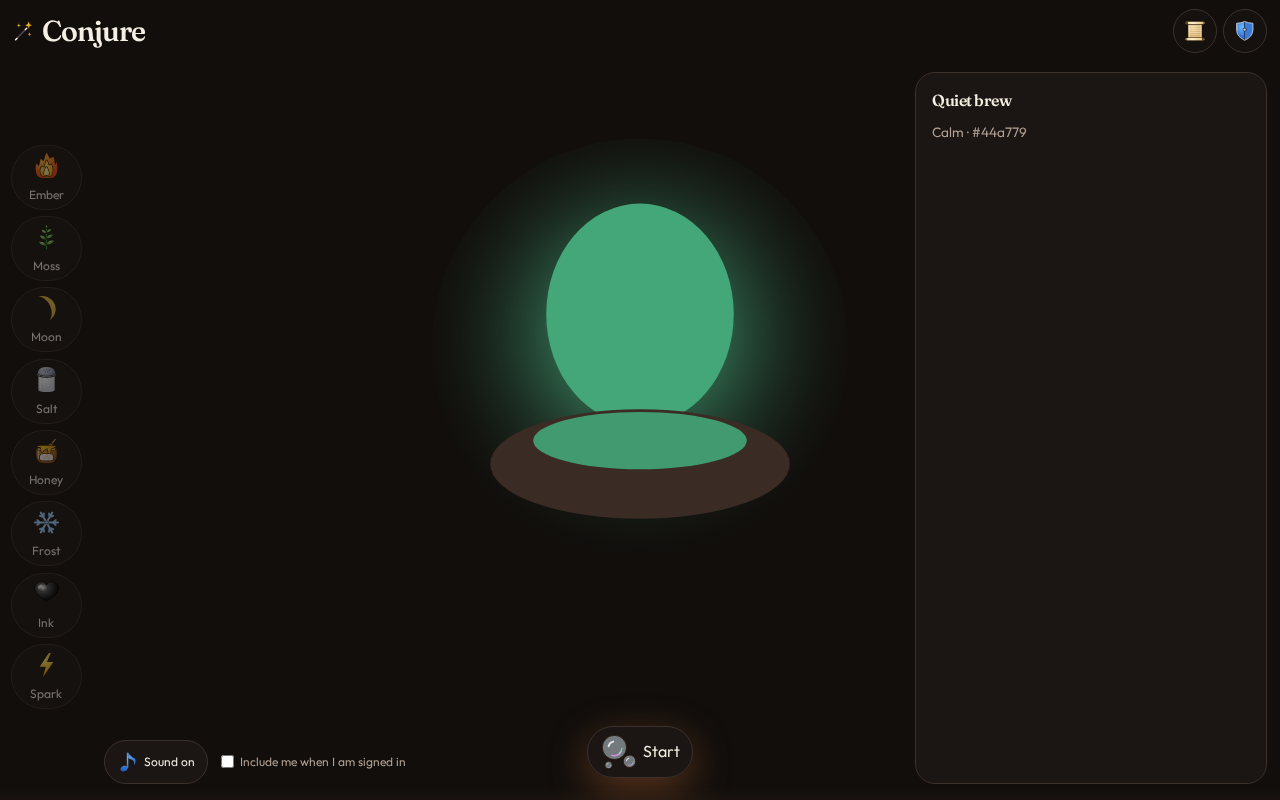 Conjure
Quiet brew
Calm · #44a779
Ember
Moss
Moon
Salt
Honey
Frost
Ink
Spark
Sound on
Include me when I am signed in
Start